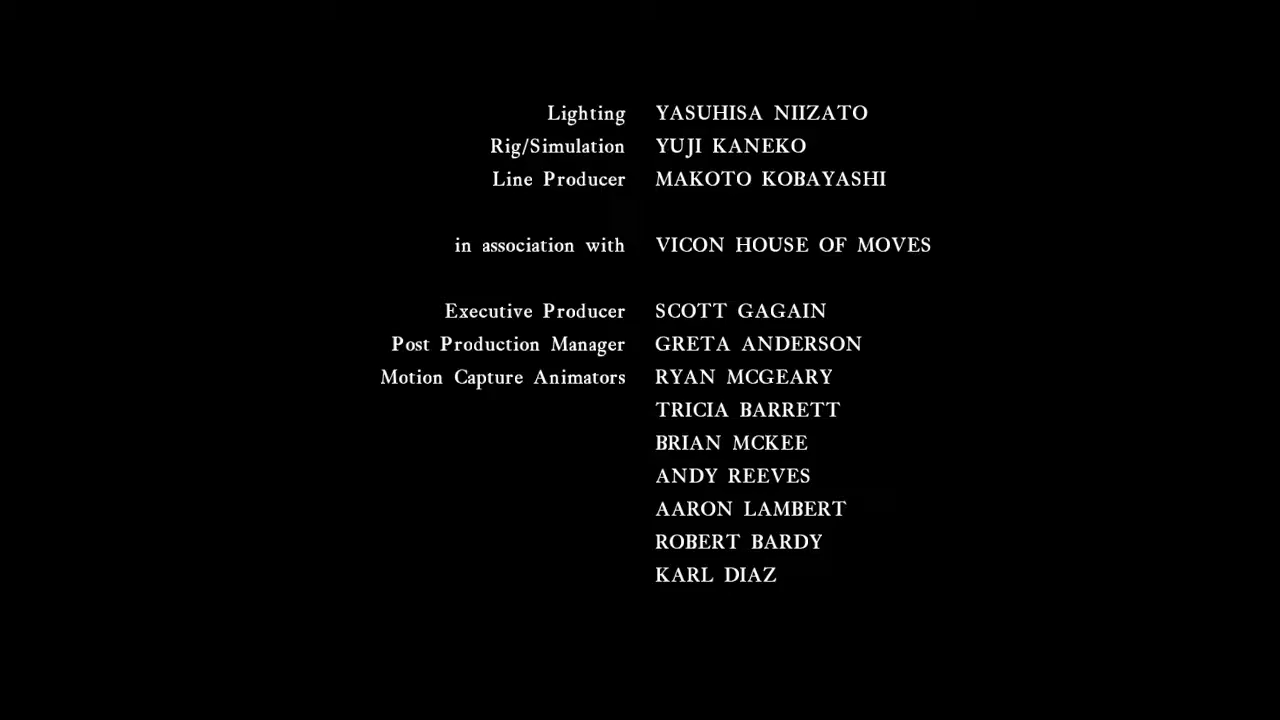 Lighting YASUHISA NIIZATO
Rig/Simulation YUJI KANEKO
Line Producer MAKOTO KOBAYASHI
in association with VICON HOUSE OF MOVES
Executive Producer SCOTT GAGAIN
Post Production Manager GRETA ANDERSON
Motion Capture Animators RYAN MCGEARY
TRICIA BARRETT
BRIAN MCKEE
ANDY REEVES
AARON LAMBERT
ROBERT BARDY
KARL DIAZ